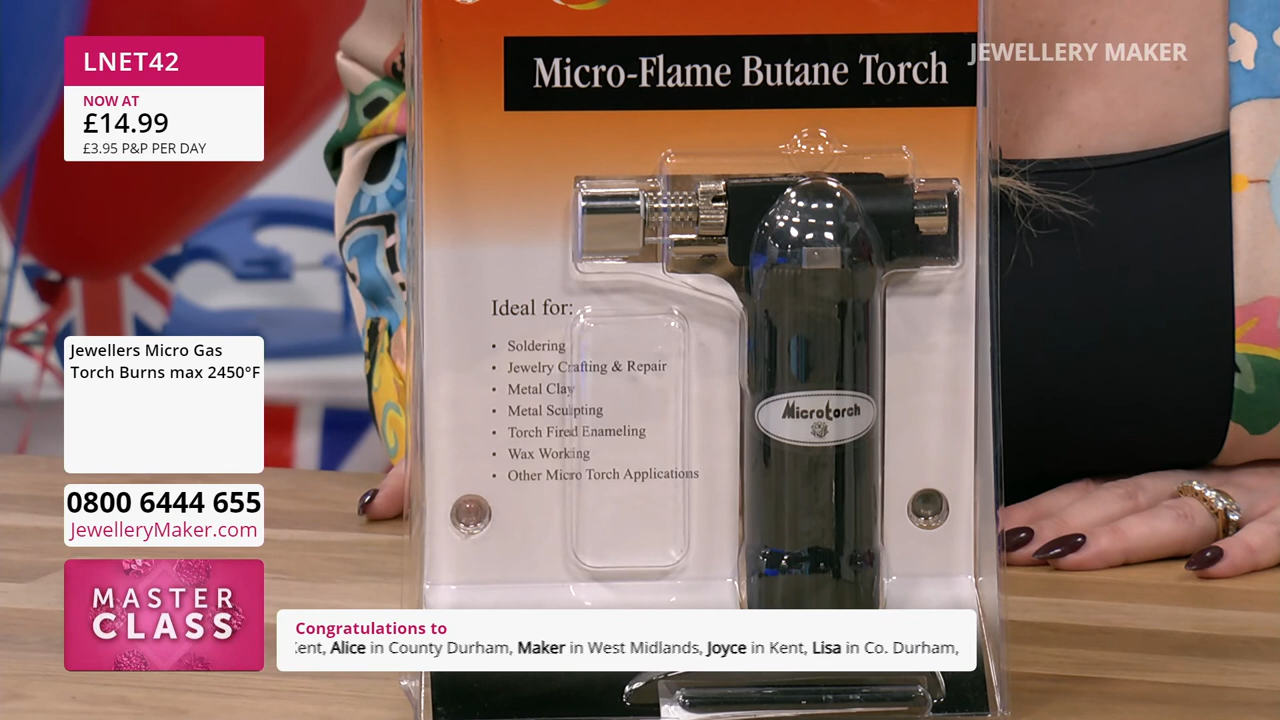 LNET42
NOW AT
£14.99
£3.95 P&P PER DAY
Jewellers Micro Gas
Torch Burns max 2450°F
0800 6444 655
JewelleryMaker.com
MASTER
CLASS
JEWELLERY MAKER
Micro-Flame Butane Torch
Ideal for:
• Soldering
• Jewelry Crafting & Repair
• Metal Clay
• Metal Sculpting
• Torch Fired Enameling
• Wax Working
• Other Micro Torch Applications
Microtorch
Congratulations to
Alice in County Durham, Maker in West Midlands, Joyce in Kent, Lisa in Co. Durham,